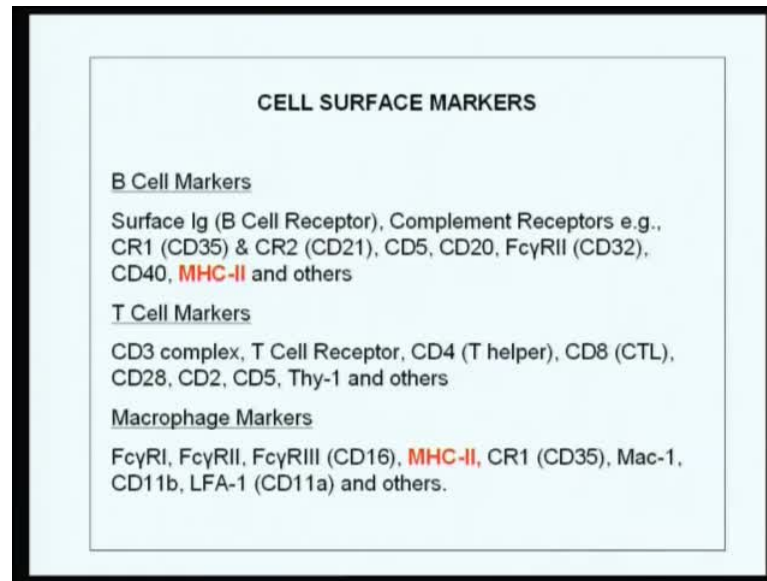 CELL SURFACE MARKERS
B Cell Markers
Surface Ig (B Cell Receptor), Complement Receptors e.g.,
CR1 (CD35) & CR2 (CD21), CD5, CD20, FcγRII (CD32),
CD40, MHC-II and others
T Cell Markers
CD3 complex, T Cell Receptor, CD4 (T helper), CD8 (CTL),
CD28, CD2, CD5, Thy-1 and others
Macrophage Markers
FcγRI, FcγRII, FcγRIII (CD16), MHC-II, CR1 (CD35), Mac-1,
CD11b, LFA-1 (CD11a) and others.